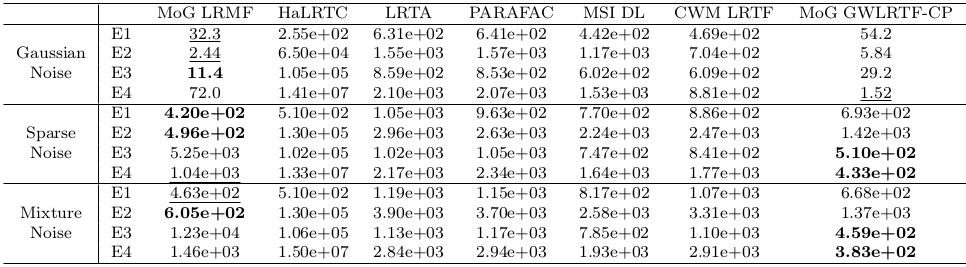 MoG LRMF HaLRTC LRTA PARAFAC MSI DL CWM LRTF MoG GWLRTF-CP
E1 32.3 2.55e+02 6.31e+02 6.41e+02 4.42e+02 4.69e+02 54.2
Gaussian E2 2.44 6.50e+04 1.55e+03 1.57e+03 1.17e+03 7.04e+02 5.84
Noise E3 11.4 1.05e+05 8.59e+02 8.53e+02 6.02e+02 6.09e+02 29.2
E4 72.0 1.41e+07 2.10e+03 2.07e+03 1.53e+03 8.81e+02 1.52
E1 4.20e+02 5.10e+02 1.05e+03 9.63e+02 7.70e+02 8.86e+02 6.93e+02
Sparse E2 4.96e+02 1.30e+05 2.96e+03 2.63e+03 2.24e+03 2.47e+03 1.42e+03
Noise E3 5.25e+03 1.02e+05 1.02e+03 1.05e+03 7.47e+02 8.41e+02 5.10e+02
E4 1.04e+03 1.33e+07 2.17e+03 2.34e+03 1.64e+03 1.77e+03 4.33e+02
E1 4.63e+02 5.10e+02 1.19e+03 1.15e+03 8.17e+02 1.07e+03 6.68e+02
Mixture E2 6.05e+02 1.30e+05 3.90e+03 3.70e+03 2.58e+03 3.31e+03 1.37e+03
Noise E3 1.23e+04 1.06e+05 1.13e+03 1.17e+03 7.85e+02 1.10e+03 4.59e+02
E4 1.46e+03 1.50e+07 2.84e+03 2.94e+03 1.93e+03 2.91e+03 3.83e+02